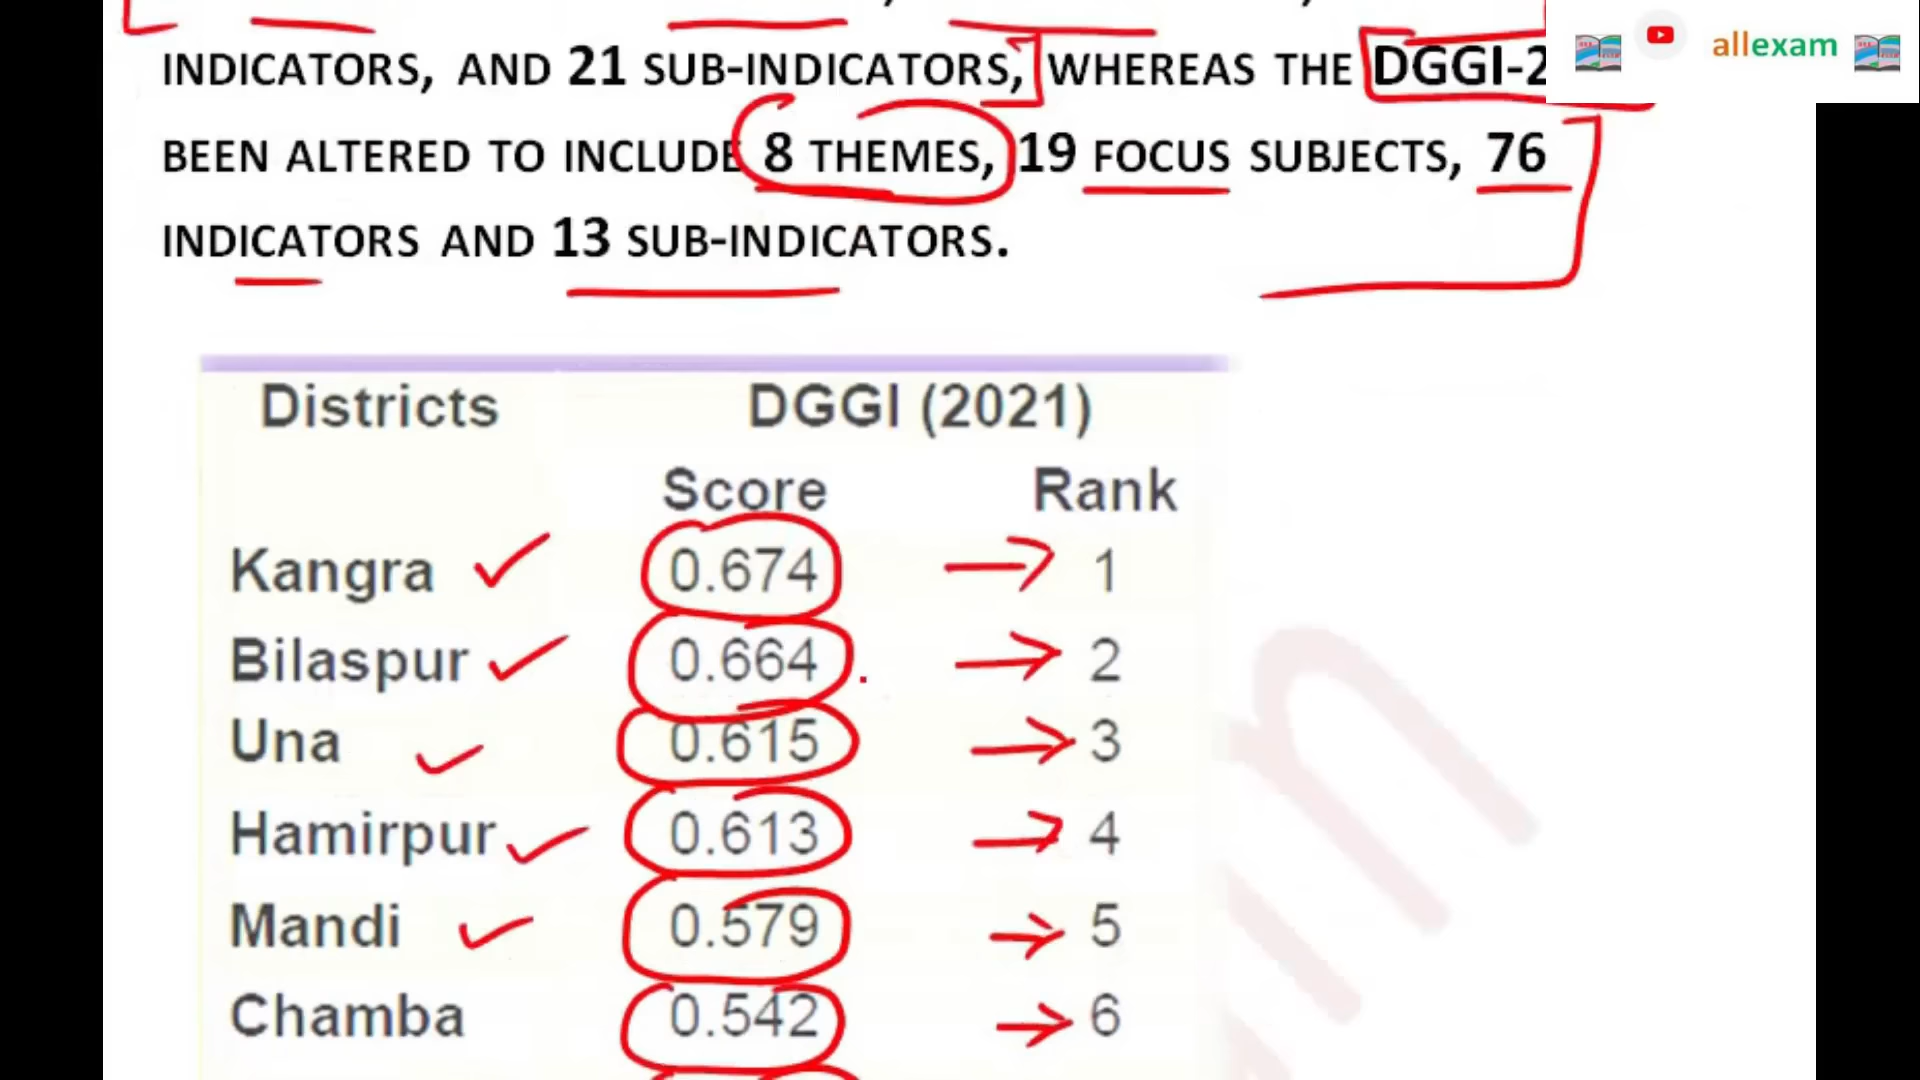 allexam
INDICATORS, AND 21 SUB-INDICATORS, WHEREAS THE DGGI-2
BEEN ALTERED TO INCLUDE 8 THEMES, 19 FOCUS SUBJECTS, 76
INDICATORS AND 13 SUB-INDICATORS.
Districts DGGI (2021)
Score Rank
Kangra 0.674 1
Bilaspur 0.664 2
Una 0.615 3
Hamirpur 0.613 4
Mandi 0.579 5
Chamba 0.542 6